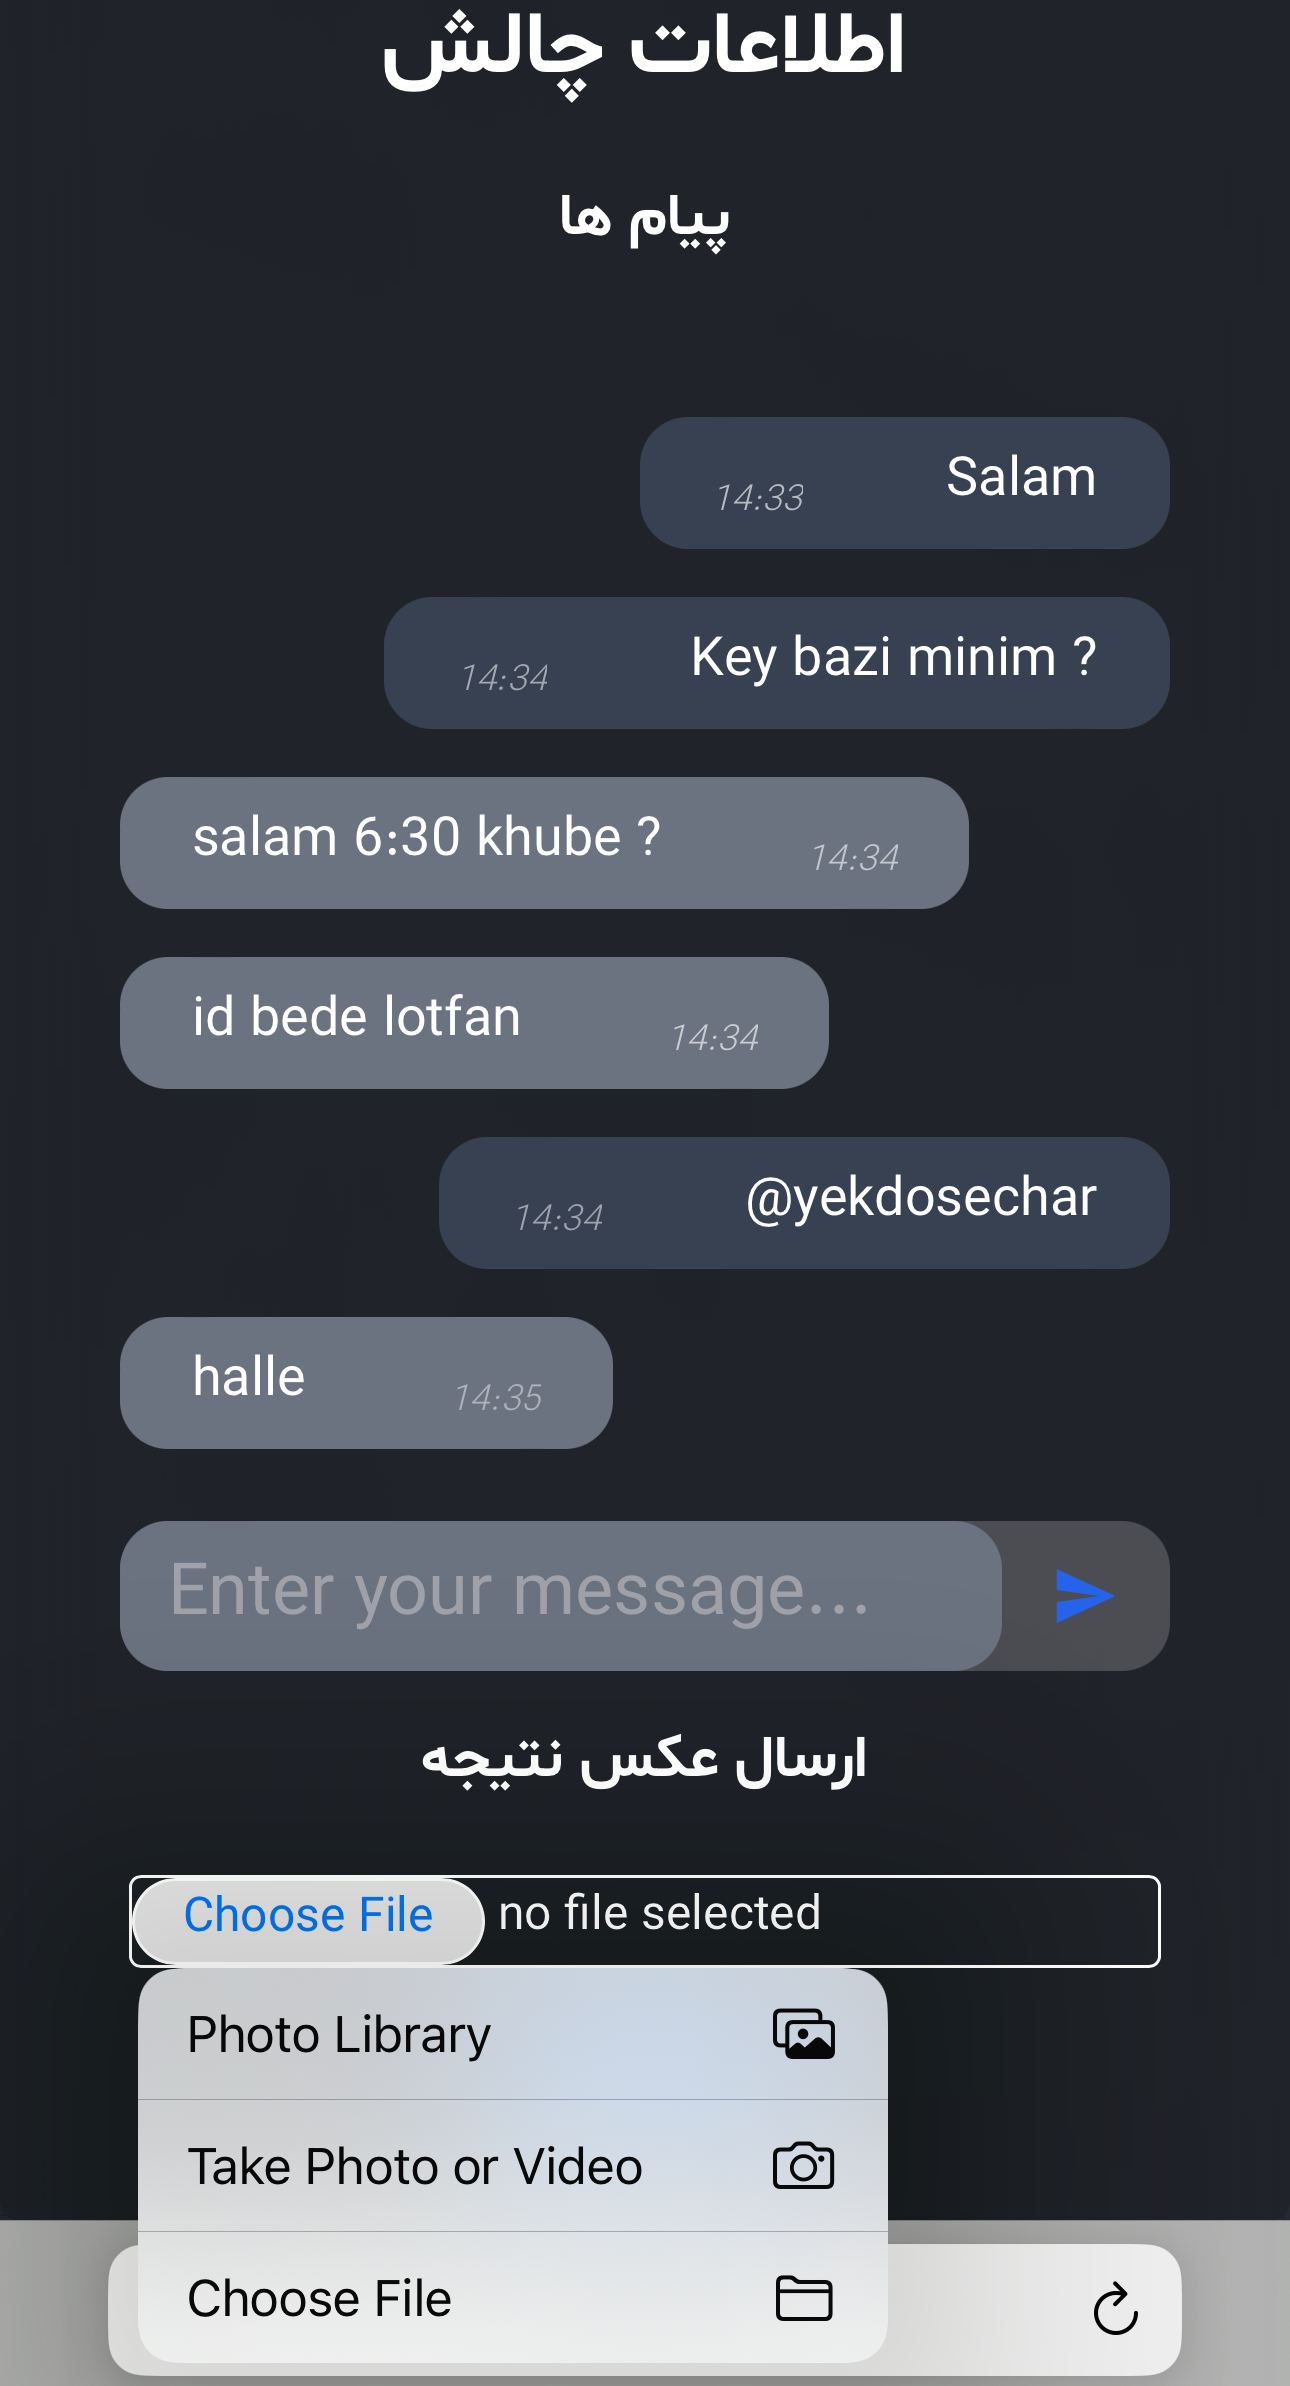 اطلاعات چالش
پیام ها
Salam
14:33
Key bazi minim ?
14:34
salam 6:30 khube ?
14:34
id bede lotfan
14:34
@yekdosechar
14:34
halle
14:35
Enter your message...
ارسال عکس نتیجه
Choose File no file selected
Photo Library
Take Photo or Video
Choose File